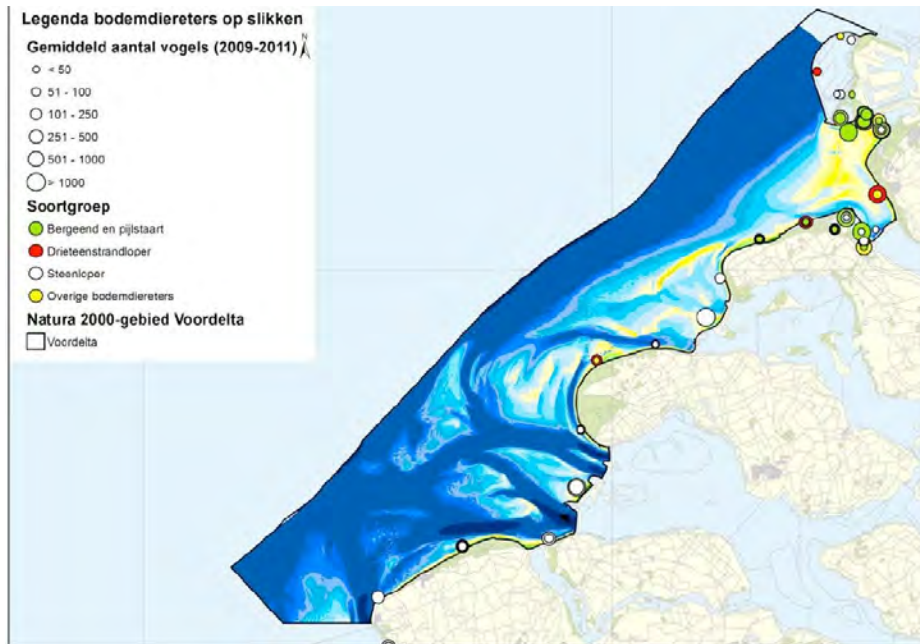 Legenda bodemdiereters op slikken
Gemiddeld aantal vogels (2009-2011)
N
< 50
51 - 100
101 - 250
251 - 500
501 - 1000
> 1000
Soortgroep
Bergeend en pijlstaart
Drieteenstrandloper
Steenloper
Overige bodemdiereters
Natura 2000-gebied Voordelta
Voordelta